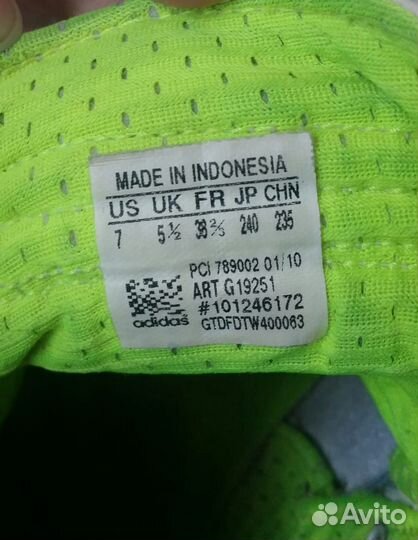 MADE IN INDONESIA
US UK FR JP CHN
7 5½ 38⅔ 240 235
PCI 789002 01/10
ART G19251
#101246172
GTDFDTW400063
adidas
Avito